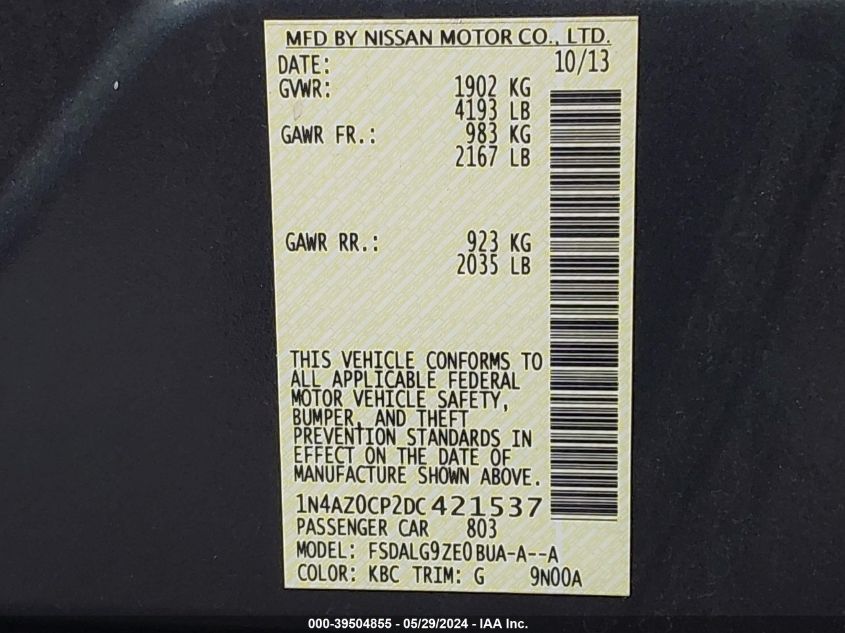 MFD BY NISSAN MOTOR CO., LTD.
DATE: 10/13
GVWR: 1902 KG
4193 LB
GAWR FR.: 983 KG
2167 LB
GAWR RR.: 923 KG
2035 LB
THIS VEHICLE CONFORMS TO
ALL APPLICABLE FEDERAL
MOTOR VEHICLE SAFETY,
BUMPER, AND THEFT
PREVENTION STANDARDS IN
EFFECT ON THE DATE OF
MANUFACTURE SHOWN ABOVE.
1N4AZ0CP2DC421537
PASSENGER CAR 803
MODEL: FSDALG9ZE0BUA-A--A
COLOR: KBC TRIM: G 9N00A
000-39504855 - 05/29/2024 - IAA Inc.